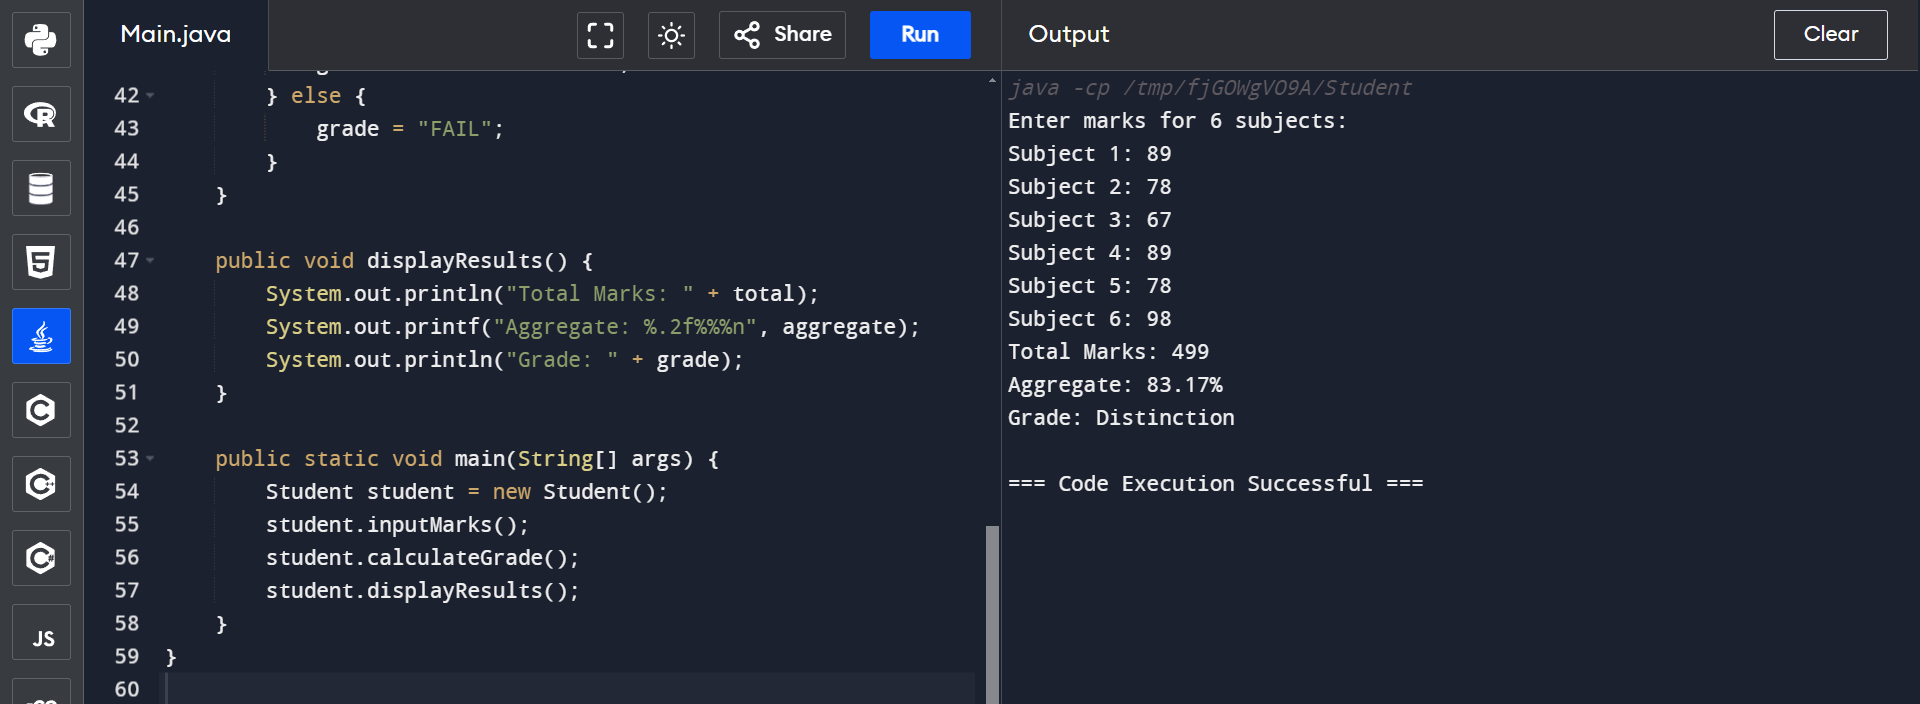 Main.java
Share
Run
Output
Clear
42 } else {
43 grade = "FAIL";
44 }
45 }
46
47 public void displayResults() {
48 System.out.println("Total Marks: " + total);
49 System.out.printf("Aggregate: %.2f%%%n", aggregate);
50 System.out.println("Grade: " + grade);
51 }
52
53 public static void main(String[] args) {
54 Student student = new Student();
55 student.inputMarks();
56 student.calculateGrade();
57 student.displayResults();
58 }
59 }
60
java -cp /tmp/fjGOWgVO9A/Student
Enter marks for 6 subjects:
Subject 1: 89
Subject 2: 78
Subject 3: 67
Subject 4: 89
Subject 5: 78
Subject 6: 98
Total Marks: 499
Aggregate: 83.17%
Grade: Distinction
=== Code Execution Successful ===
R
5
C
C++
C#
JS